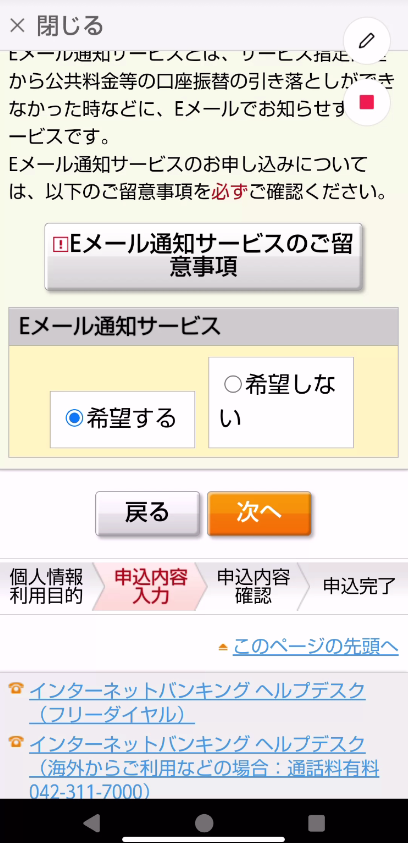 × 閉じる
Eメール通知サービスとは、サービス指定
から公共料金等の口座振替の引き落としができ
なかった時などに、Eメールでお知らせす
ービスです。
Eメール通知サービスのお申し込みについて
は、以下のご留意事項を必ずご確認ください。
Eメール通知サービスのご留
意事項
Eメール通知サービス
希望する
希望しな
い
戻る
次へ
個人情報
利用目的
申込内容
入力
申込内容
確認
申込完了
このページの先頭へ
インターネットバンキング ヘルプデスク
（フリーダイヤル）
インターネットバンキング ヘルプデスク
（海外からご利用などの場合：通話料有料
042-311-7000）